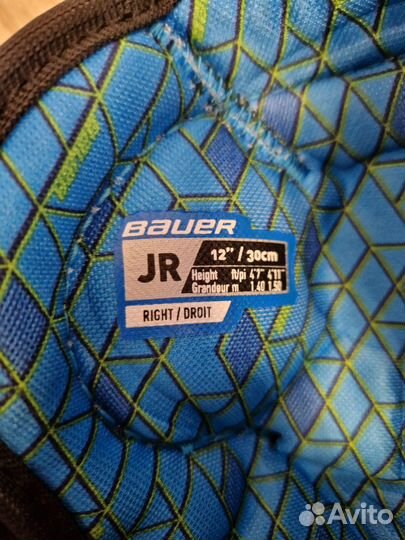 BAUER
JR
12" / 30cm
Height ft/pi 4'7" 4'11"
Grandeur m 1.40 1.50
RIGHT / DROIT
Avito